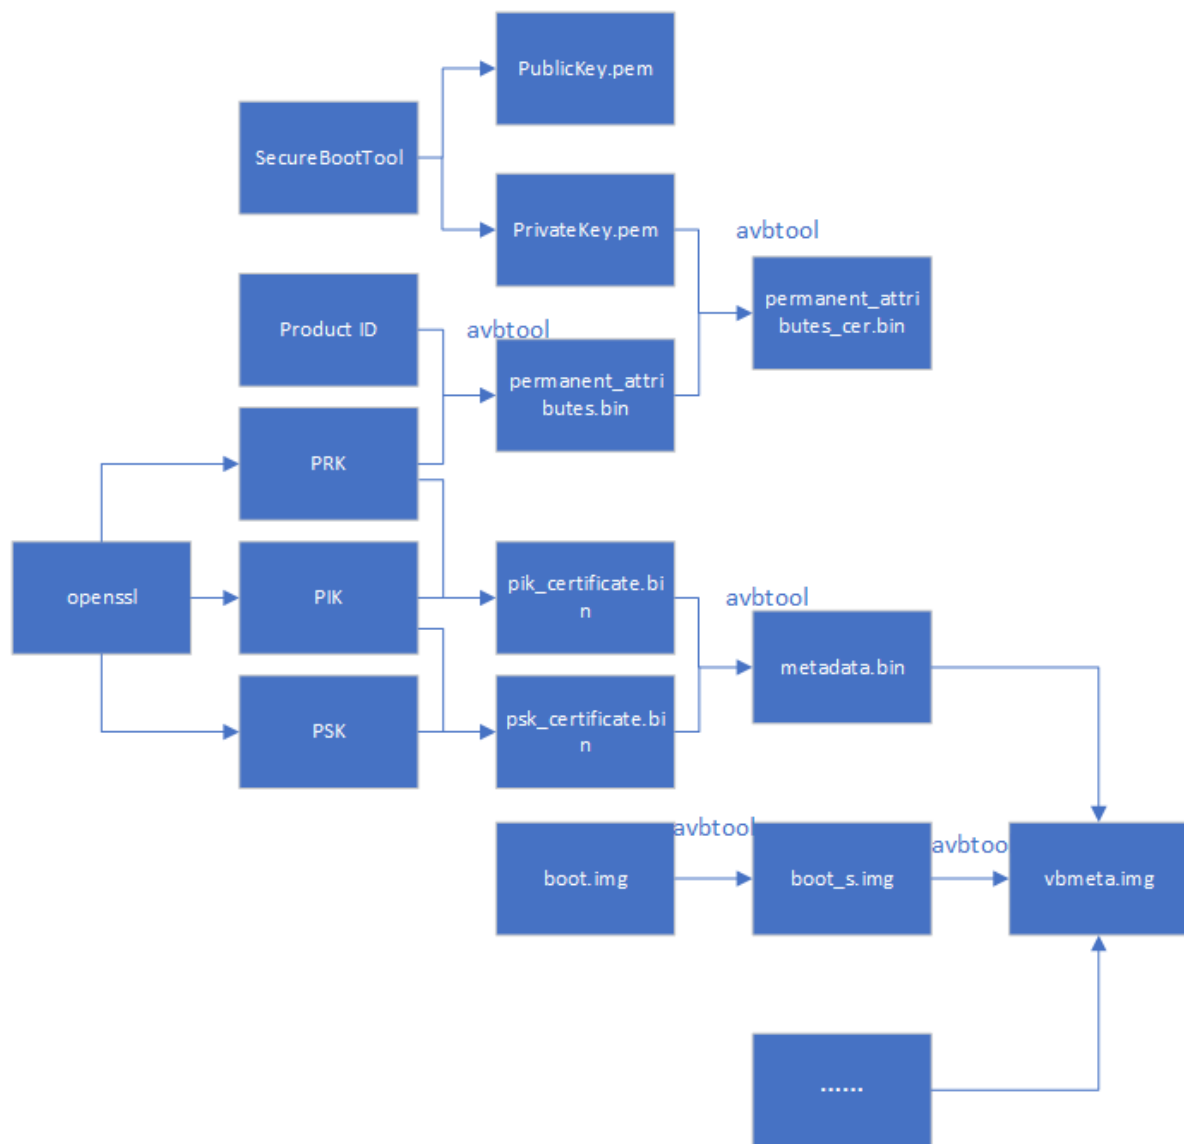 PublicKey.pem
SecureBootTool
PrivateKey.pem
avbtool
permanent_attri
butes_cer.bin
Product ID
avbtool
permanent_attri
butes.bin
PRK
openssl
PIK
pik_certificate.bi
n
avbtool
metadata.bin
PSK
psk_certificate.bi
n
boot.img
avbtool
boot_s.img
avbtool
vbmeta.img
......